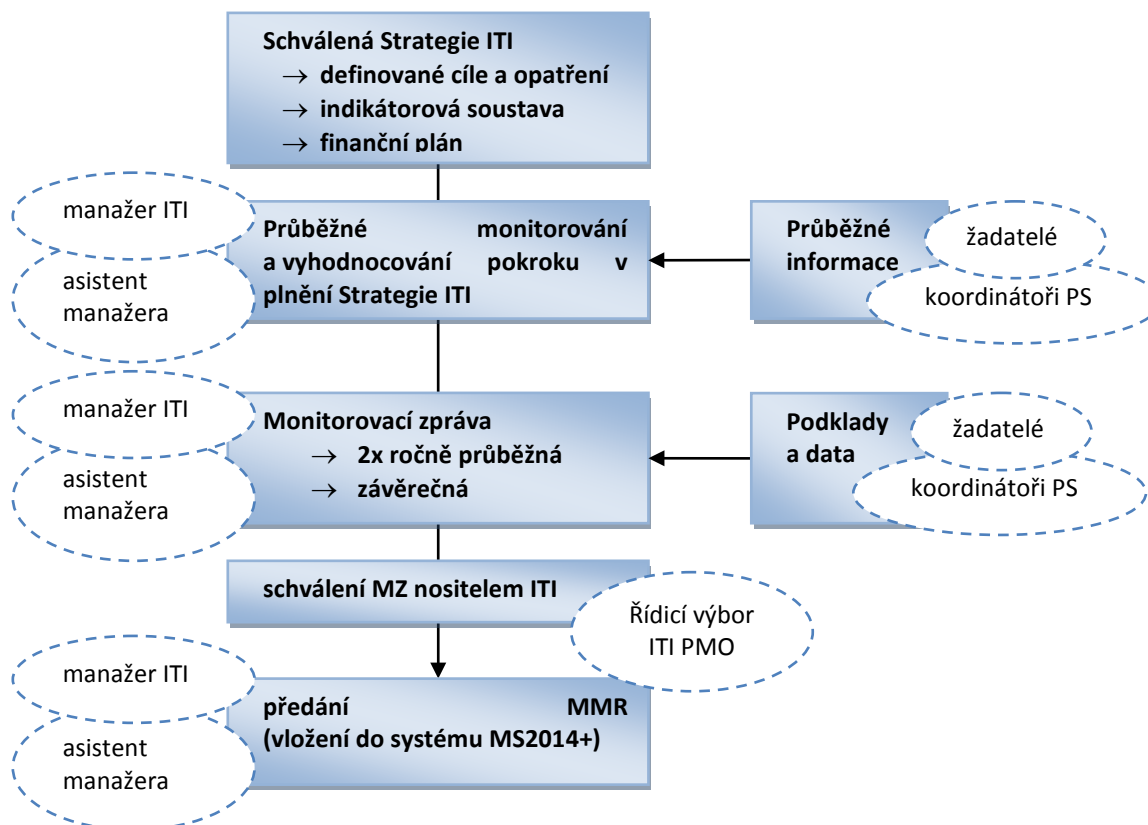 Schválená Strategie ITI
→ definované cíle a opatření
→ indikátorová soustava
→ finanční plán
manažer ITI
asistent
manažera
Průběžné monitorování
a vyhodnocování pokroku v
plnění Strategie ITI
Průběžné
informace
žadatelé
koordinátoři PS
manažer ITI
asistent
manažera
Monitorovací zpráva
→ 2x ročně průběžná
→ závěrečná
Podklady
a data
žadatelé
koordinátoři PS
schválení MZ nositelem ITI
Řídicí výbor
ITI PMO
manažer ITI
asistent
manažera
předání MMR
(vložení do systému MS2014+)